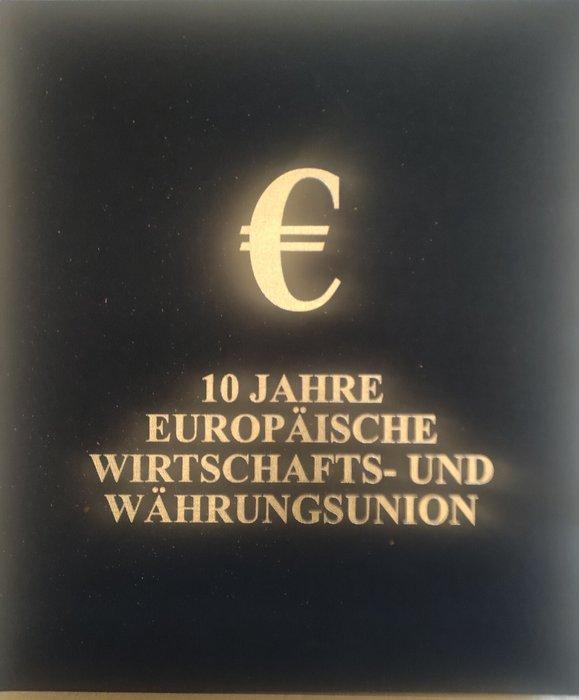 €
10 JAHRE
EUROPÄISCHE
WIRTSCHAFTS- UND
WÄHRUNGSUNION